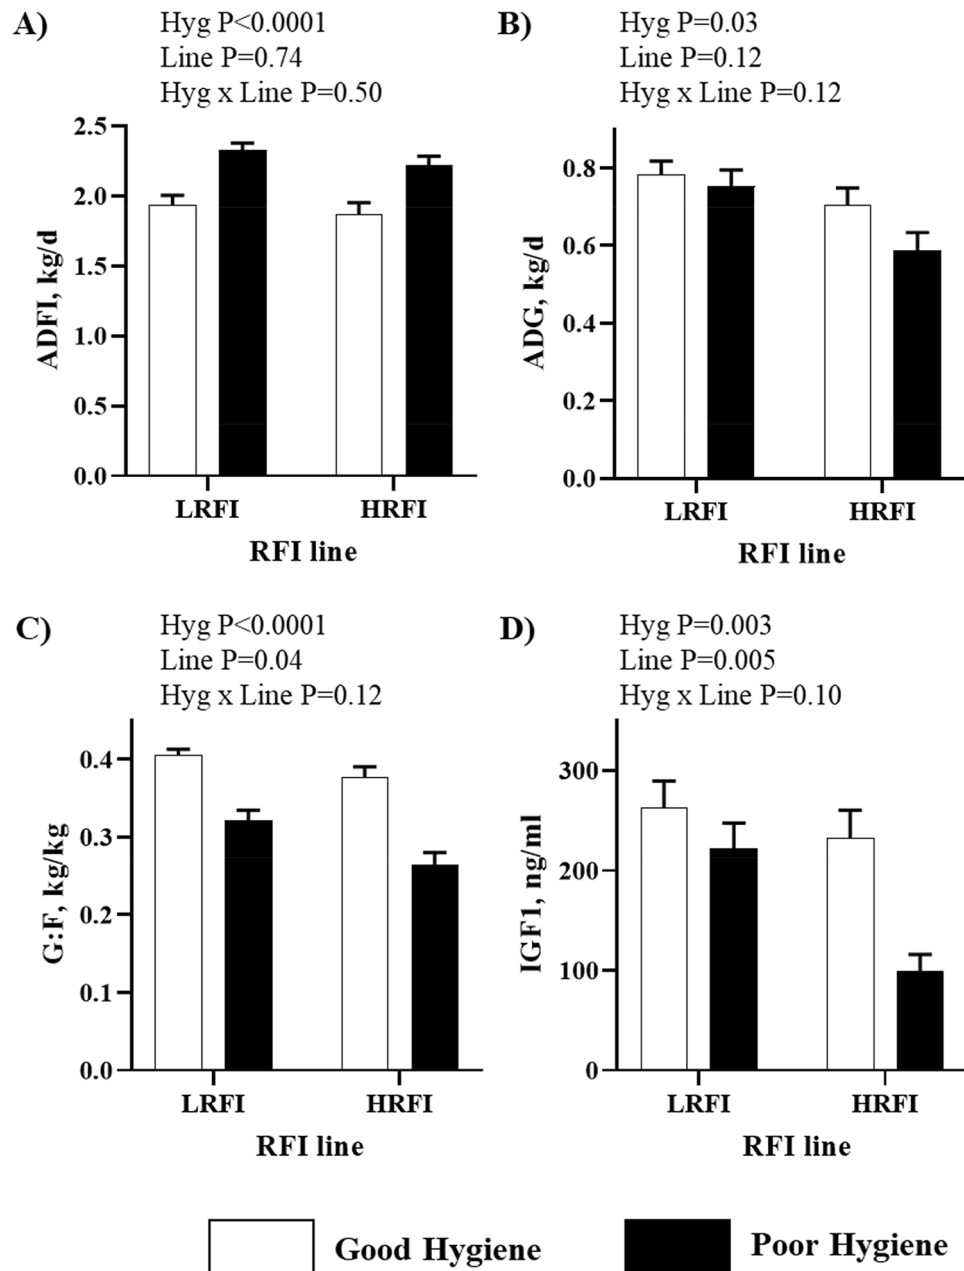 A)
Hyg P<0.0001
Line P=0.74
Hyg x Line P=0.50
2.5
2.0
1.5
1.0
0.5
0.0
ADFI, kg/d
LRFI HRFI
RFI line
B)
Hyg P=0.03
Line P=0.12
Hyg x Line P=0.12
0.8
0.6
0.4
0.2
0.0
ADG, kg/d
LRFI HRFI
RFI line
C)
Hyg P<0.0001
Line P=0.04
Hyg x Line P=0.12
0.4
0.3
0.2
0.1
0.0
G:F, kg/kg
LRFI HRFI
RFI line
D)
Hyg P=0.003
Line P=0.005
Hyg x Line P=0.10
300
200
100
0
IGF1, ng/ml
LRFI HRFI
RFI line
Good Hygiene Poor Hygiene